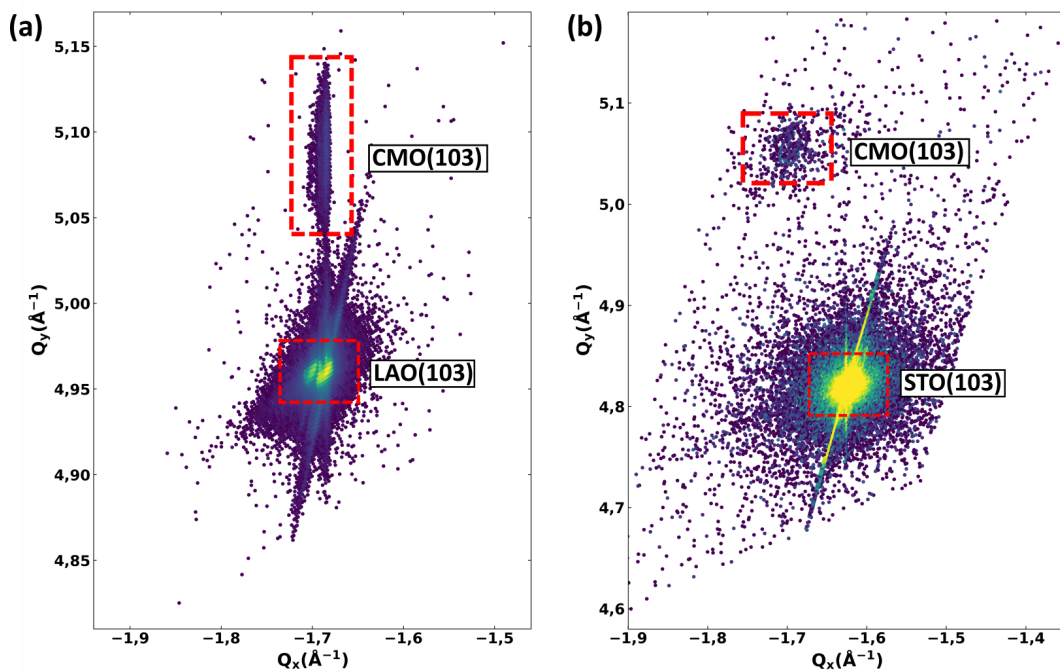 (a)
5,15
5,10
5,05
5,00
4,95
4,90
4,85
Qy(Å⁻¹)
CMO(103)
LAO(103)
−1,9
−1,8
−1,7
−1,6
−1,5
Qx(Å⁻¹)
(b)
5,1
5,0
4,9
4,8
4,7
4,6
Qy(Å⁻¹)
CMO(103)
STO(103)
−1,9
−1,8
−1,7
−1,6
−1,5
−1,4
Qx(Å⁻¹)